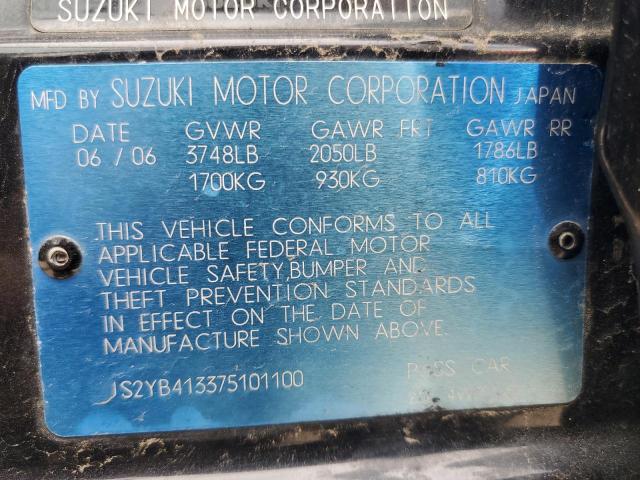 SUZUKI MOTOR CORPORATION
MFD BY SUZUKI MOTOR CORPORATION JAPAN
DATE GVWR GAWR FRT GAWR RR
06 / 06 3748LB 2050LB 1786LB
1700KG 930KG 810KG
THIS VEHICLE CONFORMS TO ALL
APPLICABLE FEDERAL MOTOR
VEHICLE SAFETY,BUMPER AND
THEFT PREVENTION STANDARDS
IN EFFECT ON THE DATE OF
MANUFACTURE SHOWN ABOVE.
JS2YB413375101100 PASS CAR